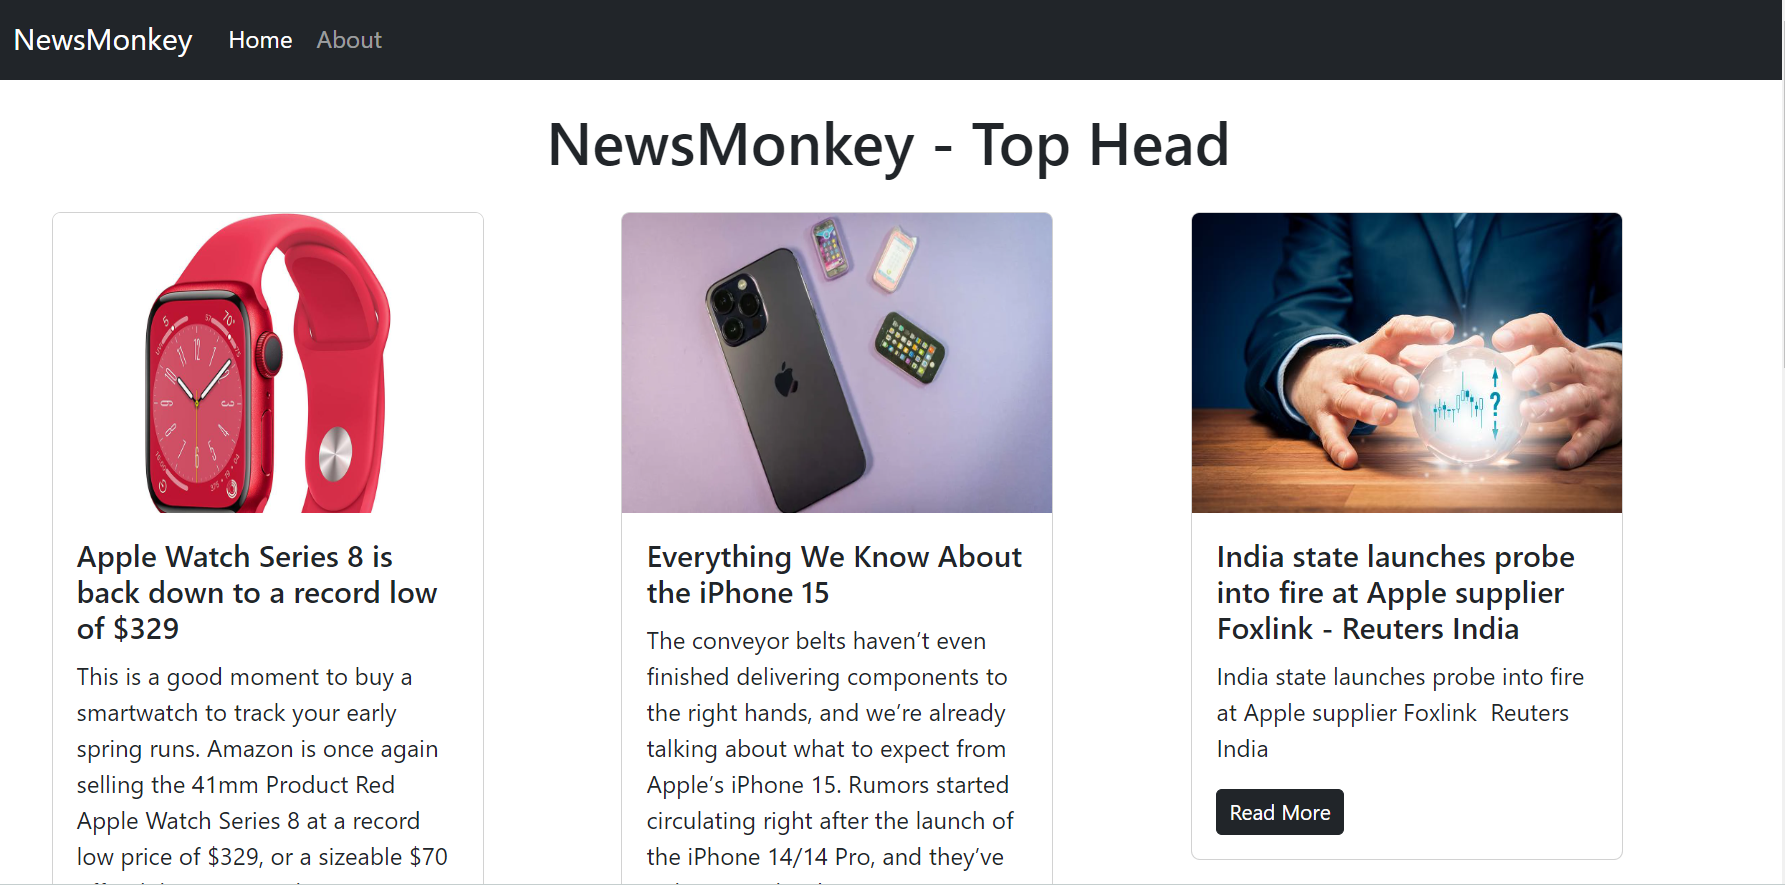 NewsMonkey Home About
NewsMonkey - Top Head
Apple Watch Series 8 is
back down to a record low
of $329
This is a good moment to buy a
smartwatch to track your early
spring runs. Amazon is once again
selling the 41mm Product Red
Apple Watch Series 8 at a record
low price of $329, or a sizeable $70
Everything We Know About
the iPhone 15
The conveyor belts haven’t even
finished delivering components to
the right hands, and we’re already
talking about what to expect from
Apple’s iPhone 15. Rumors started
circulating right after the launch of
the iPhone 14/14 Pro, and they’ve
?
India state launches probe
into fire at Apple supplier
Foxlink - Reuters India
India state launches probe into fire
at Apple supplier Foxlink  Reuters
India
Read More